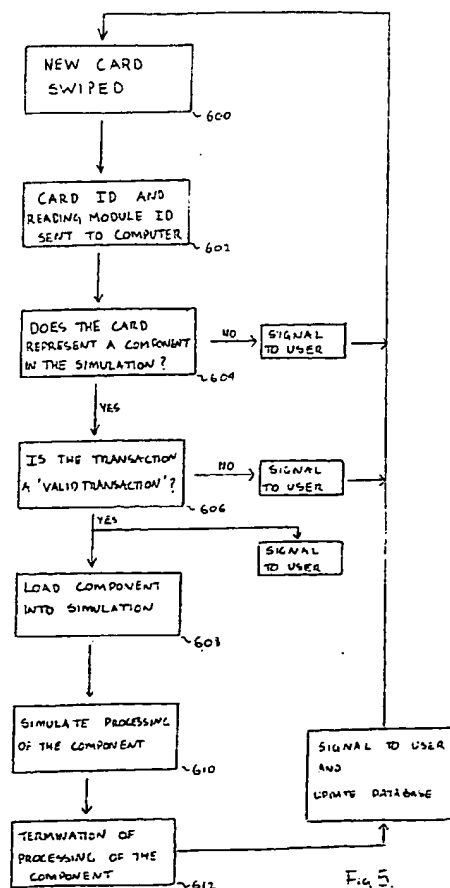 NEW CARD
SWIPED
600
CARD ID AND
READING MODULE ID
SENT TO COMPUTER
602
DOES THE CARD
REPRESENT A COMPONENT
IN THE SIMULATION?
604
NO
SIGNAL
TO USER
YES
IS THE TRANSACTION
A 'VALID TRANSACTION'?
606
NO
SIGNAL
TO USER
YES
SIGNAL
TO USER
LOAD COMPONENT
INTO SIMULATION
608
SIMULATE PROCESSING
OF THE COMPONENT
610
SIGNAL TO USER
AND
UPDATE DATABASE
TERMINATION OF
PROCESSING OF THE
COMPONENT
612
Fig 5.